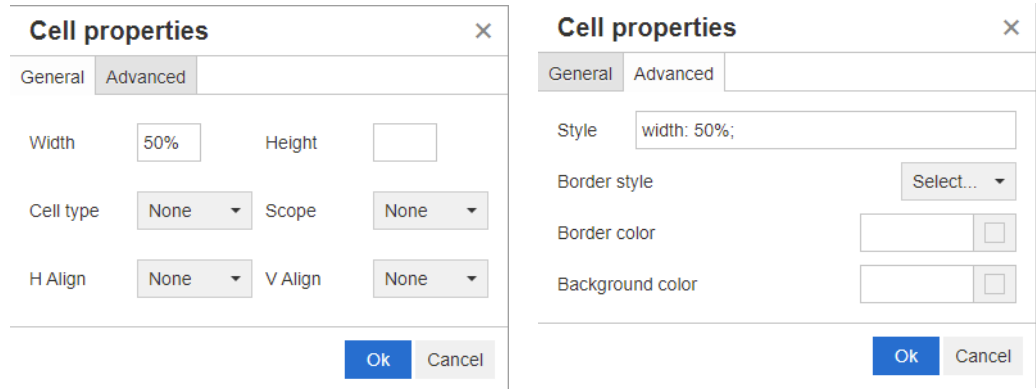 Cell properties ×
General Advanced
Width 50% Height
Cell type None Scope None
H Align None V Align None
Ok Cancel
Cell properties ×
General Advanced
Style width: 50%;
Border style Select...
Border color
Background color
Ok Cancel